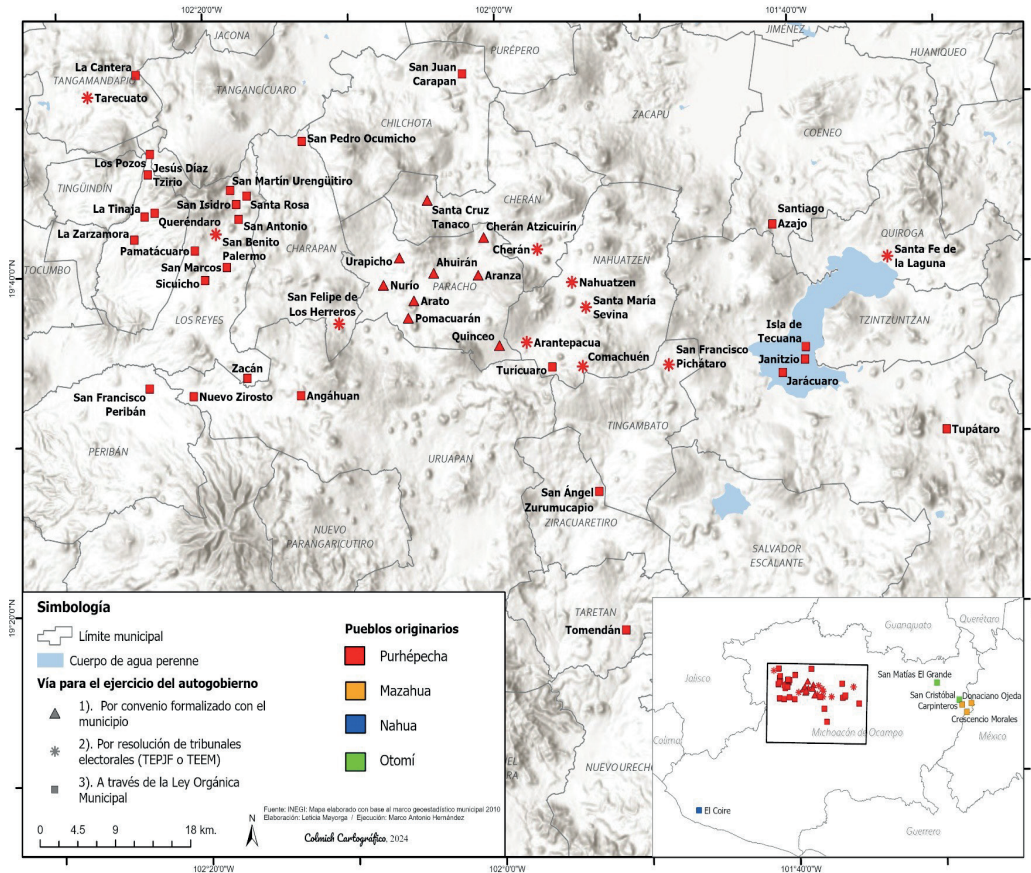 102°20'0"W
102°0'0"W
101°40'0"W
JACONA
JIMÉNEZ
PURÉPERO
HUANIQUEO
La Cantera
TANGAMANDAPIO
Tarecuato
TANGANCÍCUARO
San Juan
Carapan
ZACAPU
CHILCHOTA
COENEO
San Pedro Ocumicho
Los Pozos
Jesús Díaz
Tzirio
TINGÜINDÍN
San Martín Urengüitiro
San Isidro
Santa Rosa
CHERÁN
La Tinaja
Queréndaro
San Antonio
Santa Cruz
Tanaco
Cherán Atzicuirín
Santiago
Azajo
QUIROGA
La Zarzamora
San Benito
Palermo
CHARAPAN
Cherán
Santa Fe de
la Laguna
Pamatácuaro
Urapicho
Ahuirán
NAHUATZEN
TOCUMBO
San Marcos
Aranza
19°40'0"N
Sicuicho
Nurío
PARACHO
Nahuatzen
San Felipe de
Los Herreros
Arato
Santa María
Sevina
LOS REYES
Pomacuarán
TZINTZUNTZAN
Isla de
Tecuana
Quinceo
Arantepacua
Comachuén
San Francisco
Pichátaro
Janitzio
Turícuaro
Jarácuaro
Zacán
San Francisco
Peribán
Nuevo Zirosto
Angáhuan
TINGAMBATO
Tupátaro
PERIBÁN
URUAPAN
San Ángel
Zurumucapio
ZIRACUARETIRO
NUEVO
PARANGARICUTIRO
SALVADOR
ESCALANTE
TARETAN
Tomendán
19°20'0"N
NUEVO URECHO
Simbología
Límite municipal
Cuerpo de agua perenne
Vía para el ejercicio del autogobierno
1). Por convenio formalizado con el
municipio
2). Por resolución de tribunales
electorales (TEPJF o TEEM)
3). A través de la Ley Orgánica
Municipal
Pueblos originarios
Purhépecha
Mazahua
Nahua
Otomí
0 4.5 9 18 km.
N
Fuente: INEGI: Mapa elaborado con base al marco geoestadístico municipal 2010
Elaboración: Leticia Mayorga / Ejecución: Marco Antonio Hernández
Colmich Cartográfico, 2024
Guanajuato
Querétaro
Jalisco
San Matías El Grande
San Cristóbal
Donaciano Ojeda
Carpinteros
Crescencio Morales
Michoacán de Ocampo
México
Colima
El Coire
Guerrero
102°20'0"W
102°0'0"W
101°40'0"W